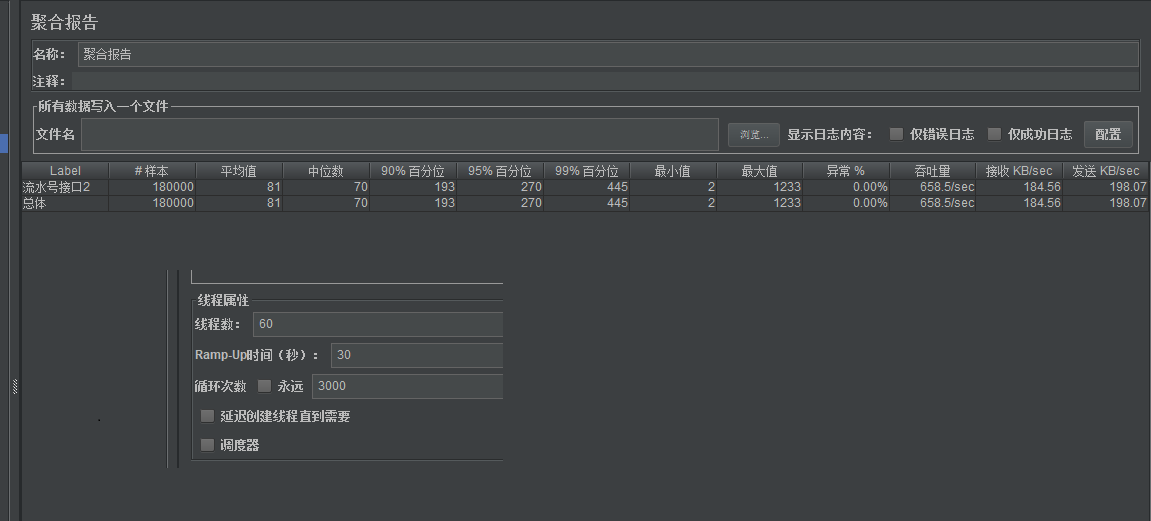 聚合报告
名称： 聚合报告
注释：
所有数据写入一个文件
文件名 浏览... 显示日志内容： 仅错误日志 仅成功日志 配置
Label # 样本 平均值 中位数 90% 百分位 95% 百分位 99% 百分位 最小值 最大值 异常 % 吞吐量 接收 KB/sec 发送 KB/sec
流水号接口2 180000 81 70 193 270 445 2 1233 0.00% 658.5/sec 184.56 198.07
总体 180000 81 70 193 270 445 2 1233 0.00% 658.5/sec 184.56 198.07
线程属性
线程数： 60
Ramp-Up时间（秒）： 30
循环次数 永远 3000
延迟创建线程直到需要
调度器